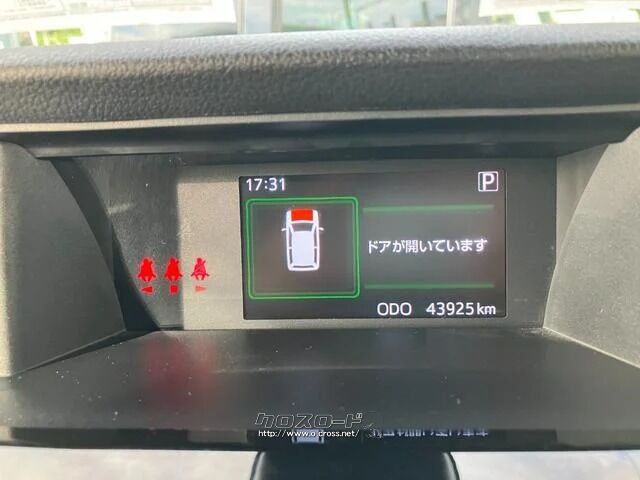 17:31
P
ドアが開いています
ODO 43925 km
クロスロード
http://www.o.cross.net/